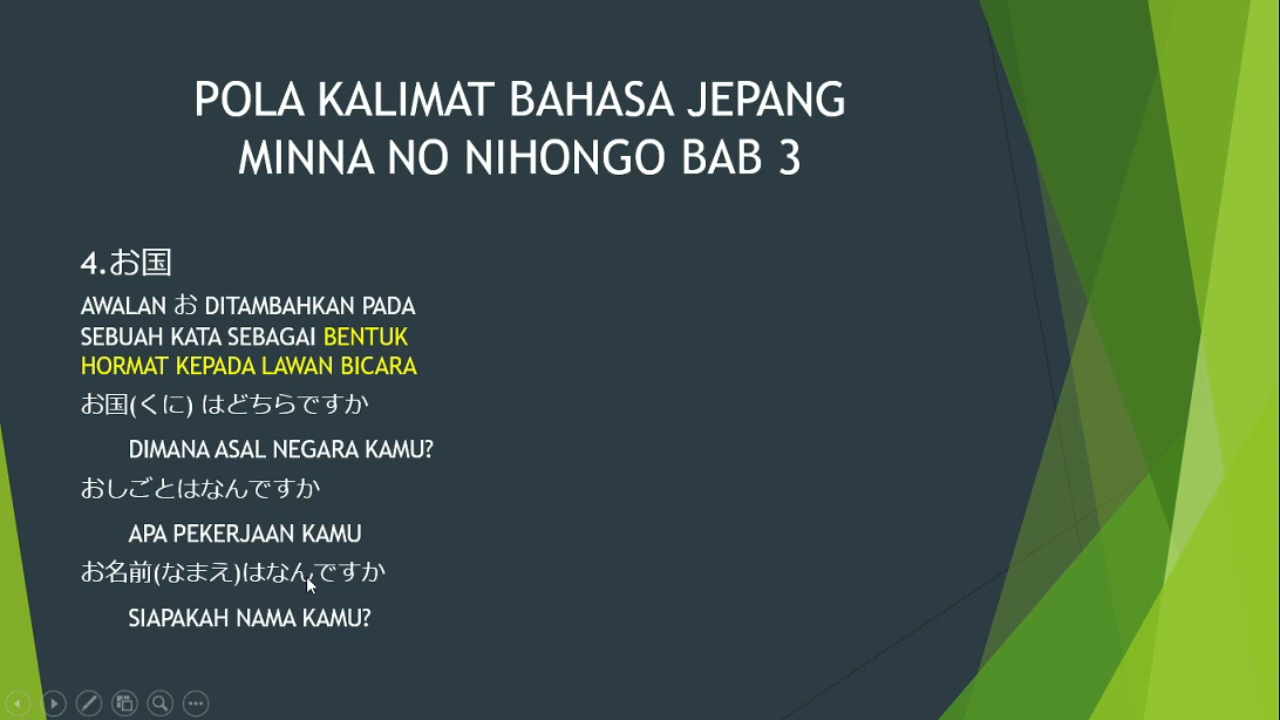 POLA KALIMAT BAHASA JEPANG
MINNA NO NIHONGO BAB 3
4.お国
AWALAN お DITAMBAHKAN PADA
SEBUAH KATA SEBAGAI BENTUK
HORMAT KEPADA LAWAN BICARA
お国(くに) はどちらですか
DIMANA ASAL NEGARA KAMU?
おしごとはなんですか
APA PEKERJAAN KAMU
お名前(なまえ)はなんですか
SIAPAKAH NAMA KAMU?